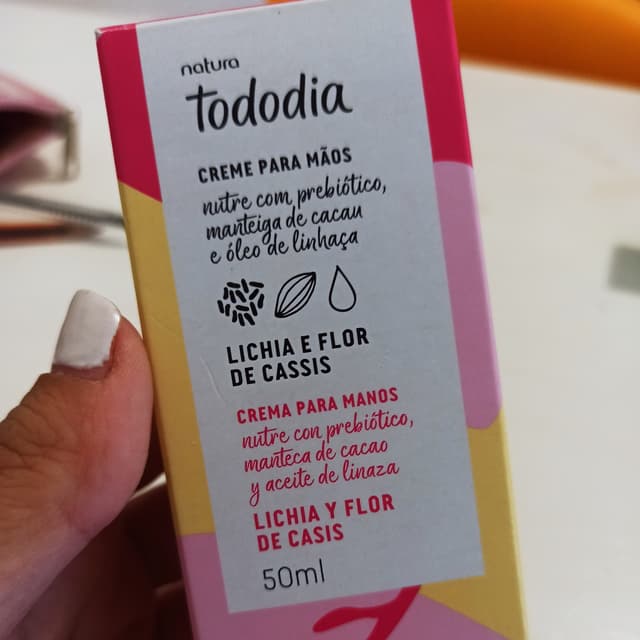 natura
tododia
CREME PARA MÃOS
nutre com prebiótico,
manteiga de cacau
e óleo de linhaça
LICHIA E FLOR
DE CASSIS
CREMA PARA MANOS
nutre con prebiótico,
manteca de cacao
y aceite de linaza
LICHIA Y FLOR
DE CASIS
50ml